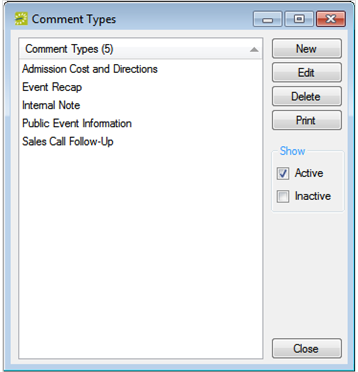 Comment Types
Comment Types (5)
Admission Cost and Directions
Event Recap
Internal Note
Public Event Information
Sales Call Follow-Up
New
Edit
Delete
Print
Show
Active
Inactive
Close